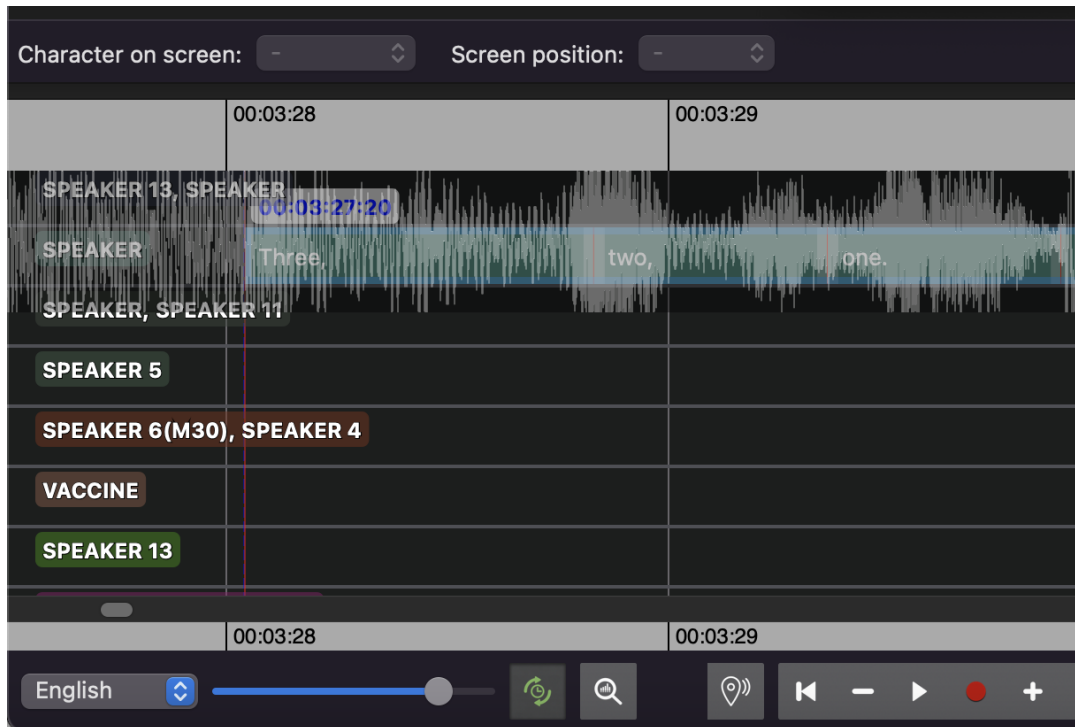 Character on screen: - Screen position: -
00:03:28 00:03:29
SPEAKER 13, SPEAKER
00:03:27:20
SPEAKER Three, two, one.
SPEAKER, SPEAKER 11
SPEAKER 5
SPEAKER 6(M30), SPEAKER 4
VACCINE
SPEAKER 13
00:03:28 00:03:29
English